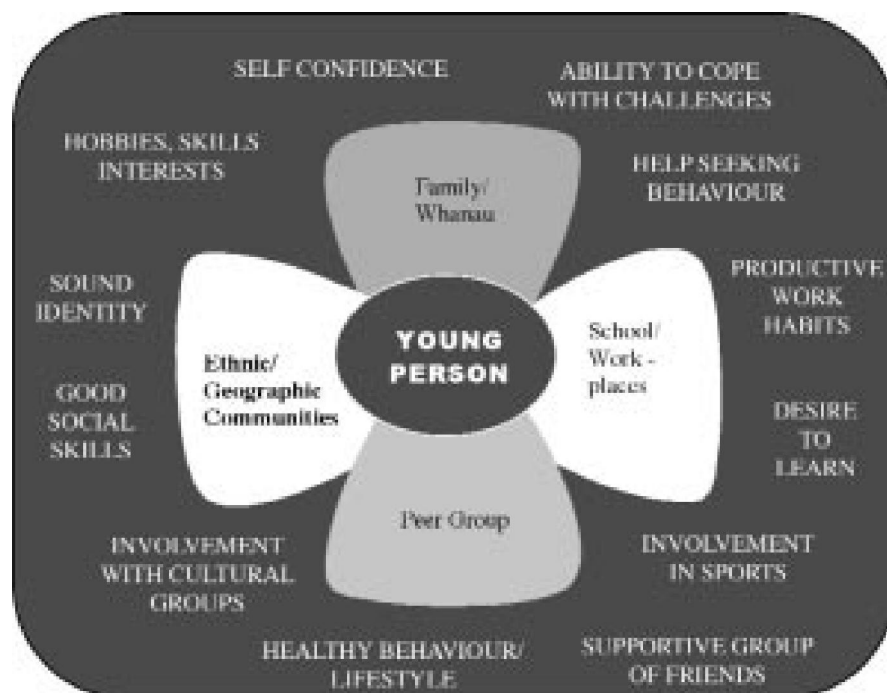 SELF CONFIDENCE
ABILITY TO COPE
WITH CHALLENGES
HOBBIES, SKILLS
INTERESTS
HELP SEEKING
BEHAVIOUR
Family/
Whanau
SOUND
IDENTITY
PRODUCTIVE
WORK
HABITS
YOUNG
PERSON
School/
Work -
places
Ethnic/
Geographic
Communities
GOOD
SOCIAL
SKILLS
DESIRE
TO
LEARN
Peer Group
INVOLVEMENT
WITH CULTURAL
GROUPS
INVOLVEMENT
IN SPORTS
HEALTHY BEHAVIOUR/
LIFESTYLE
SUPPORTIVE GROUP
OF FRIENDS